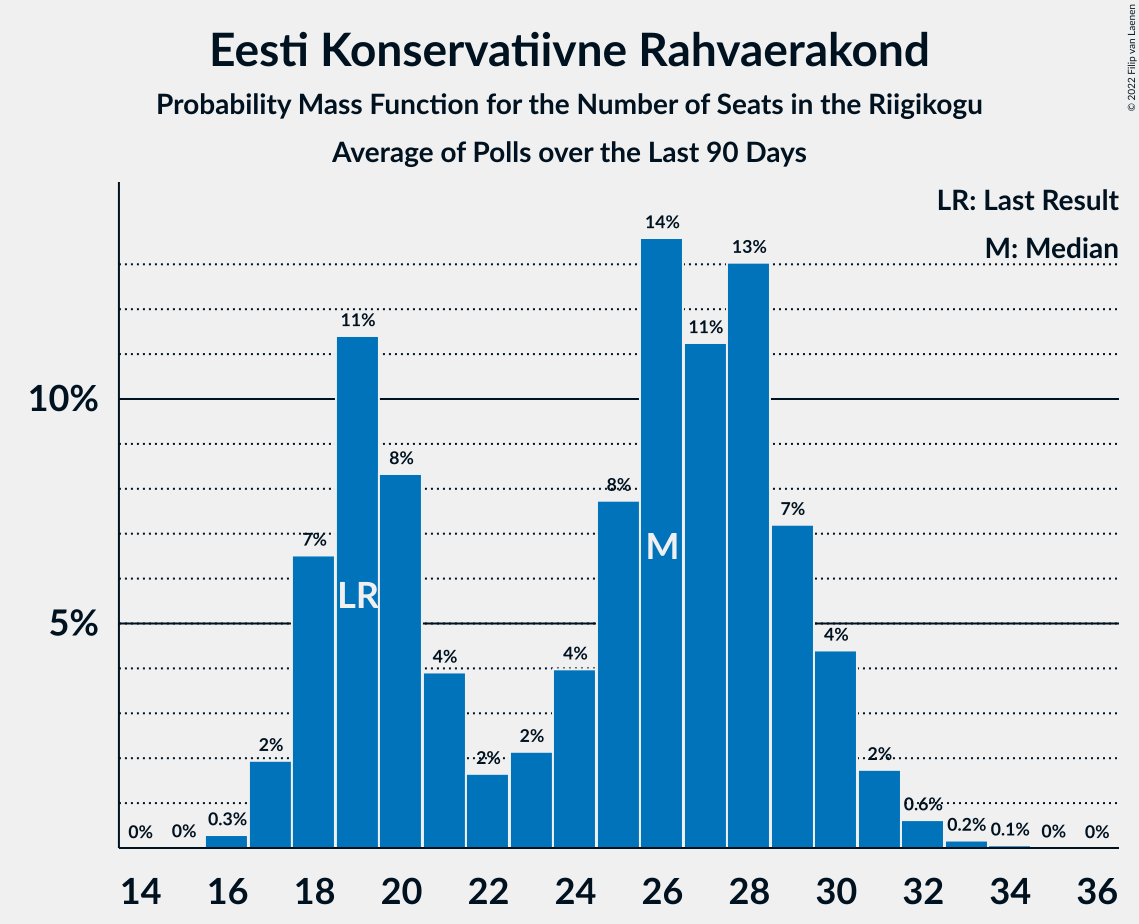 Eesti Konservatiivne Rahvaerakond
Probability Mass Function for the Number of Seats in the Riigikogu
Average of Polls over the Last 90 Days
© 2022 Filip van Laenen
LR: Last Result
M: Median
10%
5%
0%
0%
0.3%
2%
7%
11%
8%
4%
2%
2%
4%
8%
14%
11%
13%
7%
4%
2%
0.6%
0.2%
0.1%
0%
0%
LR
M
14 16 18 20 22 24 26 28 30 32 34 36